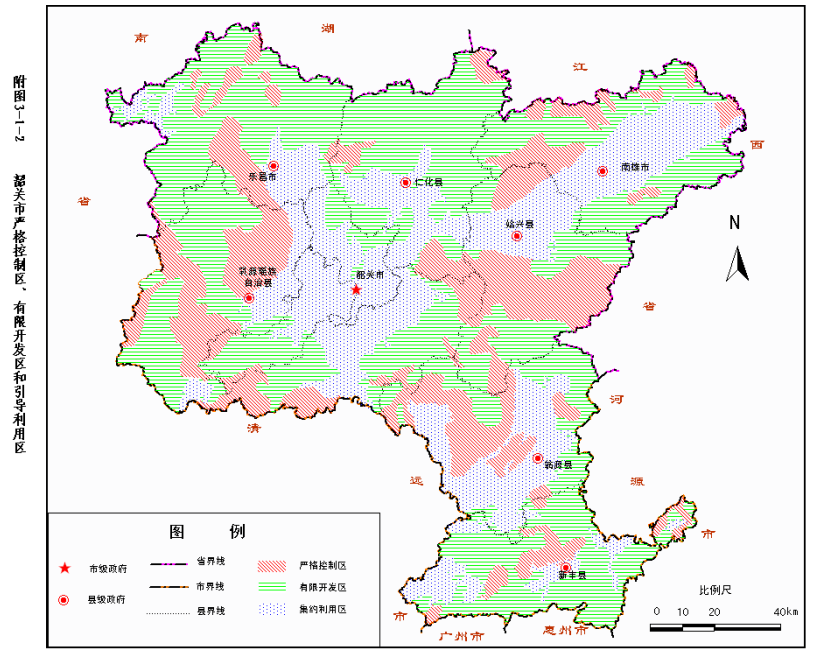 附图3-1-2 韶关市严格控制区、有限开发区和引导利用区
南 湖
江
西
省
省
河
源
市
清
远
市
广州市
惠州市
乐昌市
仁化县
南雄市
始兴县
韶关市
乳源瑶族
自治县
翁源县
新丰县
N
图 例
市级政府
县级政府
省界线
市界线
县界线
严格控制区
有限开发区
集约利用区
比例尺
0 10 20 40km